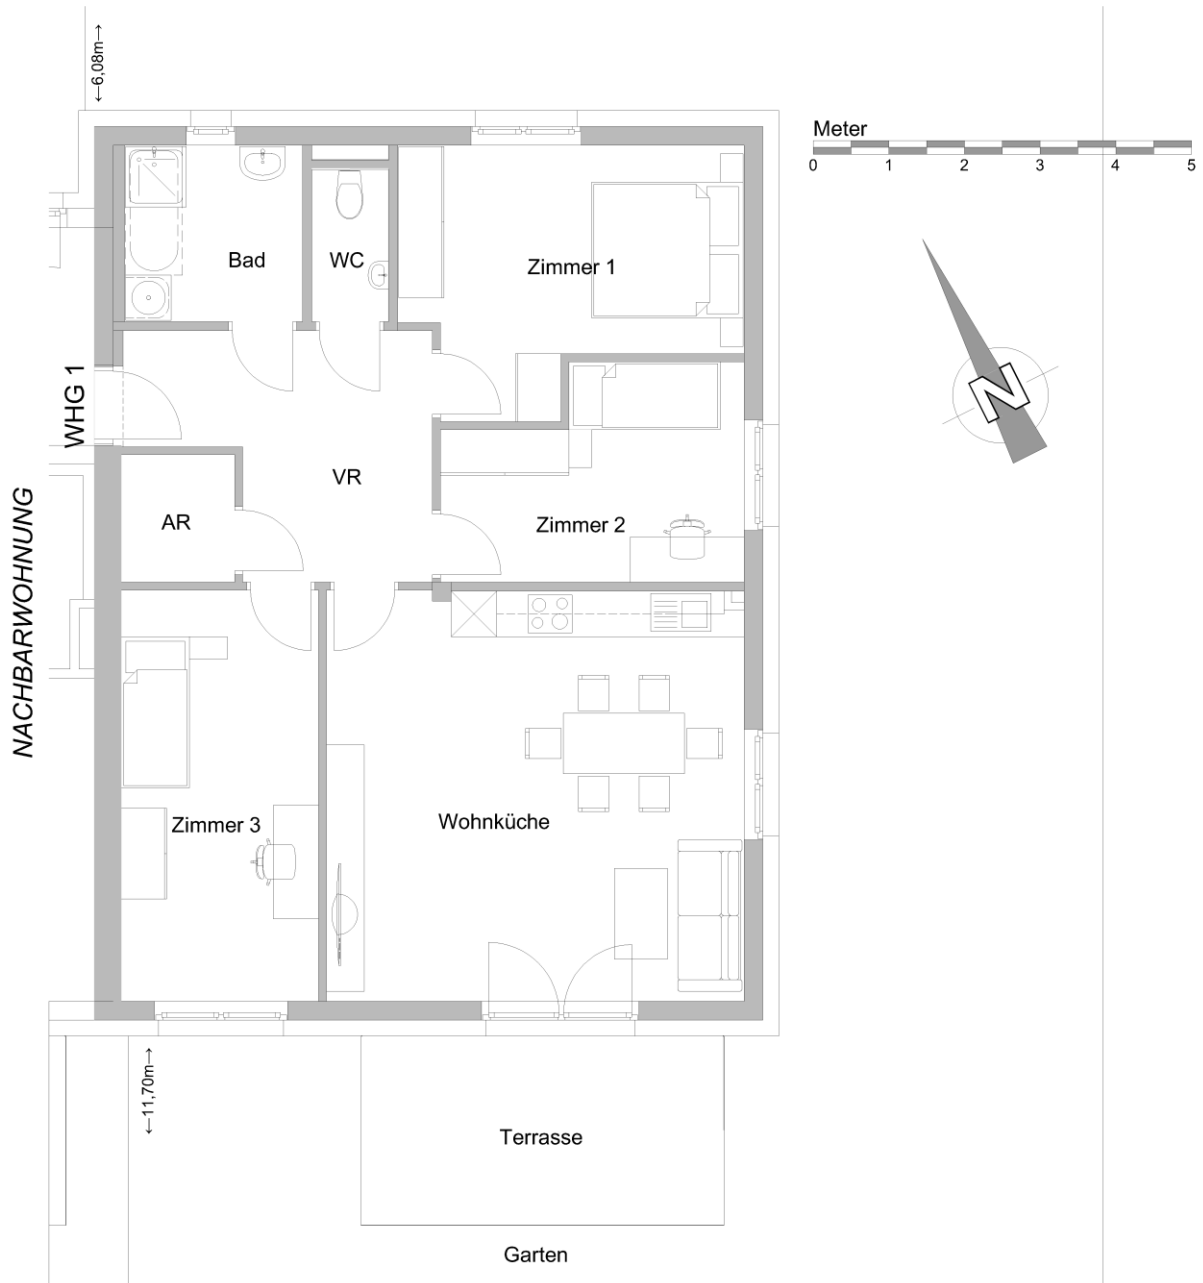 ←6,08m→
Meter
0 1 2 3 4 5
Bad
WC
Zimmer 1
N
WHG 1
VR
AR
Zimmer 2
NACHBARWOHNUNG
Zimmer 3
Wohnküche
←11,70m→
Terrasse
Garten